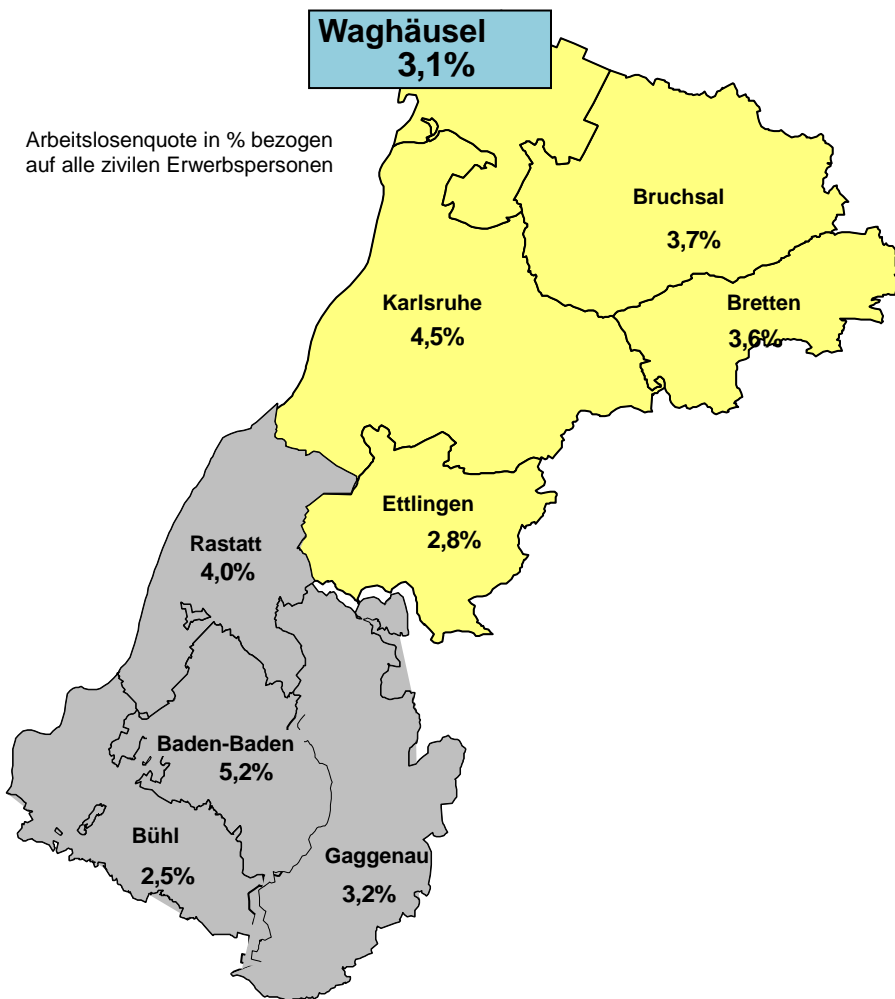 Waghäusel
3,1%
Arbeitslosenquote in % bezogen
auf alle zivilen Erwerbspersonen
Bruchsal
3,7%
Karlsruhe
4,5%
Bretten
3,6%
Ettlingen
2,8%
Rastatt
4,0%
Baden-Baden
5,2%
Bühl
2,5%
Gaggenau
3,2%